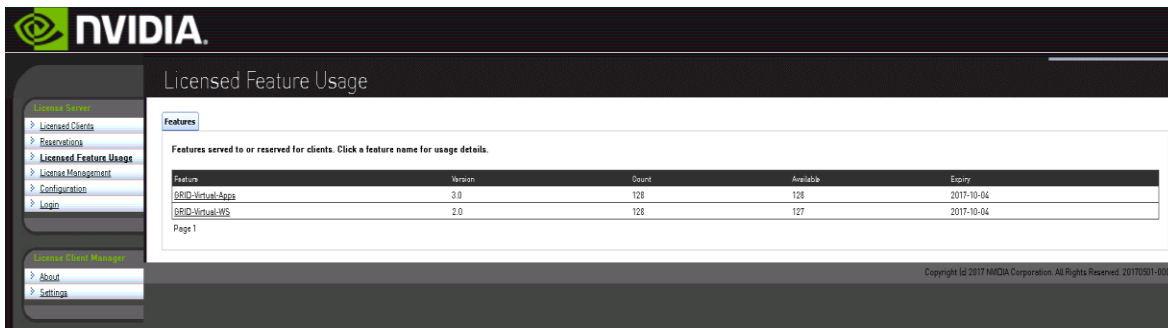 NVIDIA.
Licensed Feature Usage
License Server
Licensed Clients
Reservations
Licensed Feature Usage
License Management
Configuration
Login
License Client Manager
About
Settings
Features
Features served to or reserved for clients. Click a feature name for usage details.
Feature Version Count Available Expiry
GRID-Virtual-Apps 3.0 128 128 2017-10-04
GRID-Virtual-WS 2.0 128 127 2017-10-04
Page 1
Copyright (c) 2017 NVIDIA Corporation. All Rights Reserved.